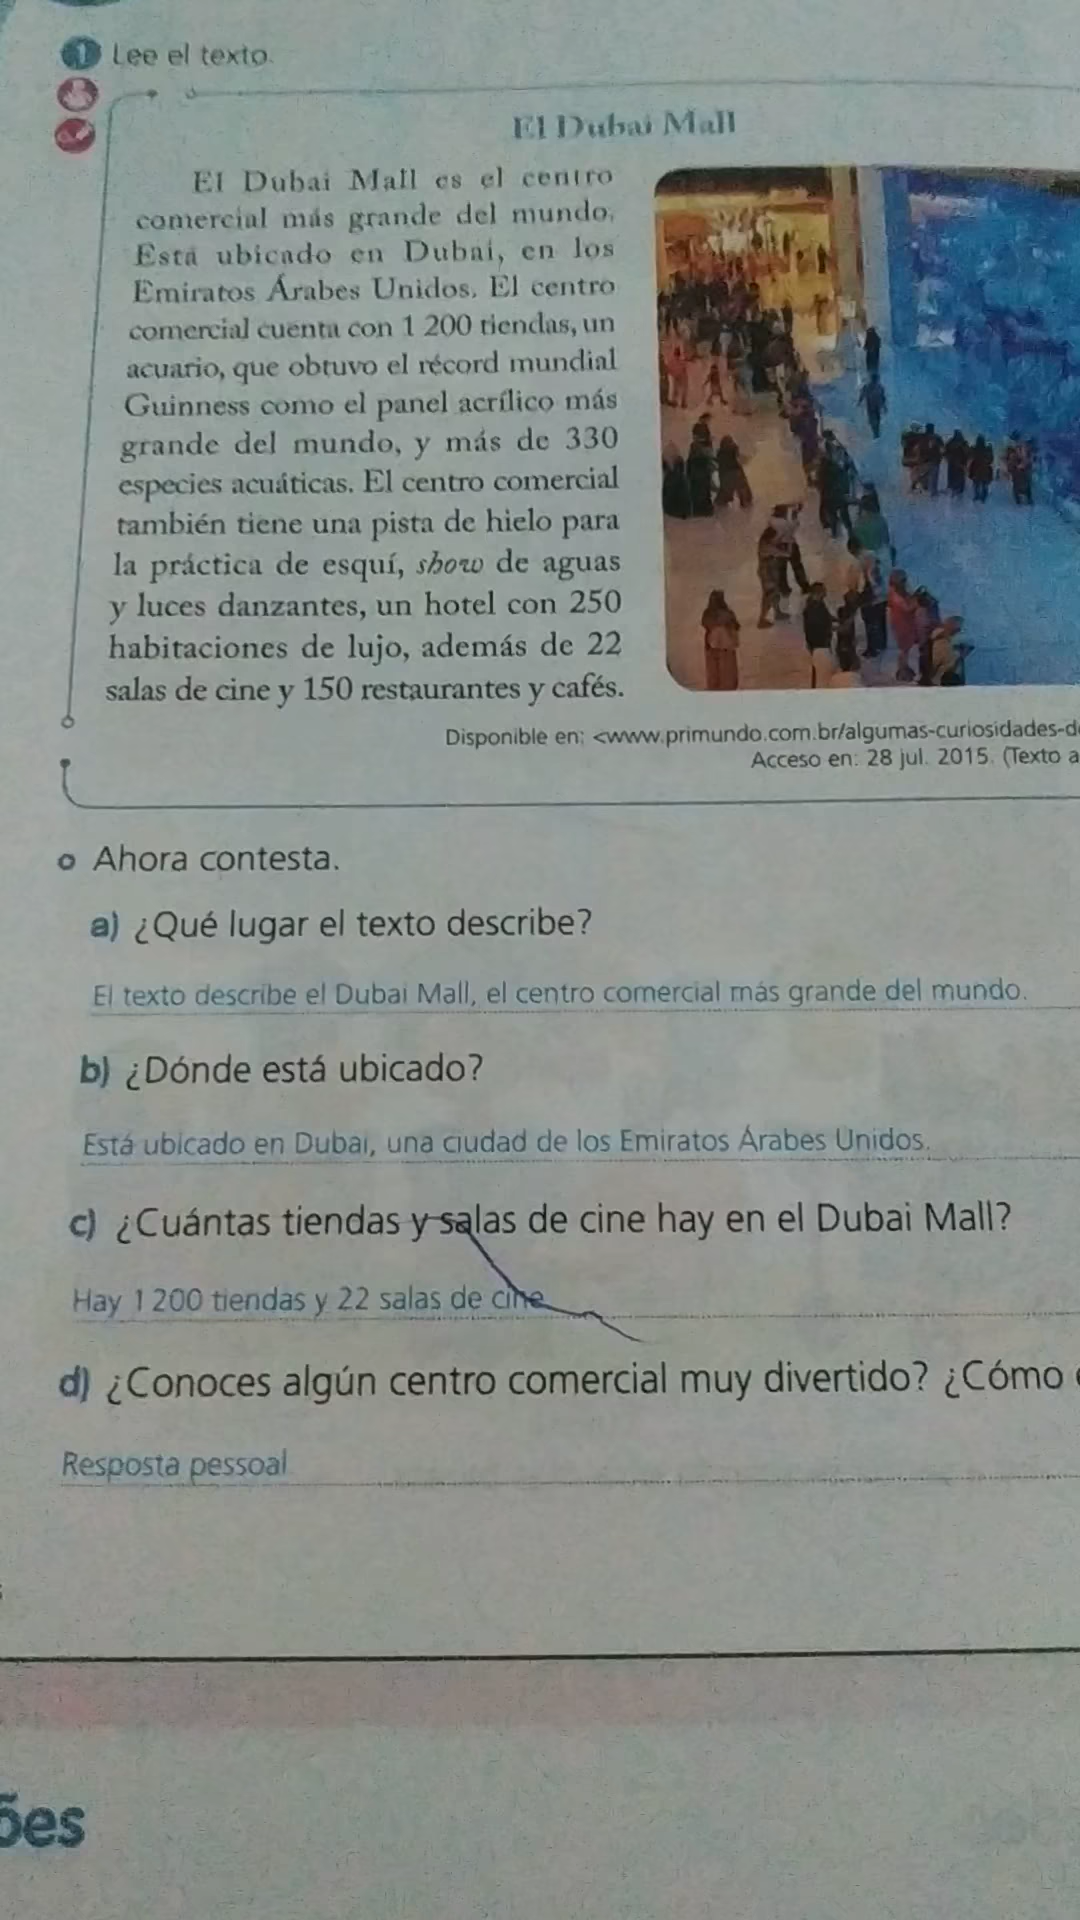 1 Lee el texto.
El Dubai Mall
El Dubai Mall es el centro
comercial más grande del mundo.
Está ubicado en Dubai, en los
Emiratos Árabes Unidos. El centro
comercial cuenta con 1 200 tiendas, un
acuario, que obtuvo el récord mundial
Guinness como el panel acrílico más
grande del mundo, y más de 330
especies acuáticas. El centro comercial
también tiene una pista de hielo para
la práctica de esquí, show de aguas
y luces danzantes, un hotel con 250
habitaciones de lujo, además de 22
salas de cine y 150 restaurantes y cafés.
Disponible en: <www.primundo.com.br/algumas-curiosidades-d
Acceso en: 28 jul. 2015. (Texto a
Ahora contesta.
a) ¿Qué lugar el texto describe?
El texto describe el Dubai Mall, el centro comercial más grande del mundo.
b) ¿Dónde está ubicado?
Está ubicado en Dubai, una ciudad de los Emiratos Árabes Unidos.
c) ¿Cuántas tiendas y salas de cine hay en el Dubai Mall?
Hay 1 200 tiendas y 22 salas de cine
d) ¿Conoces algún centro comercial muy divertido? ¿Cómo
Resposta pessoal
ões